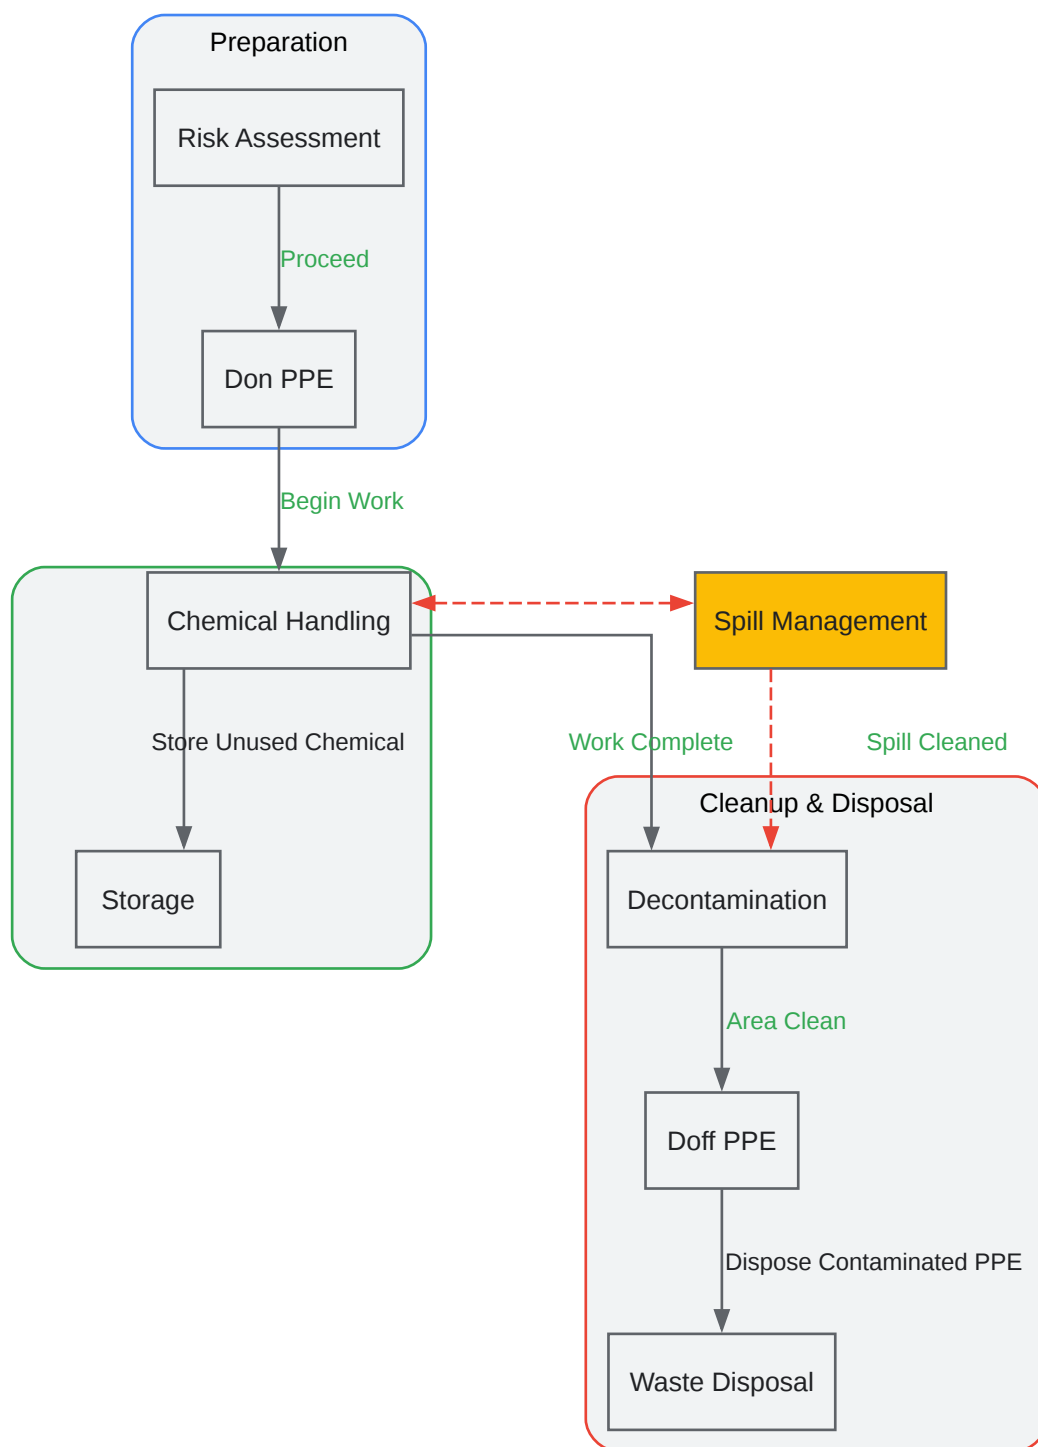 Preparation
Risk Assessment
Proceed
Don PPE
Begin Work
Chemical Handling
Spill Management
Store Unused Chemical
Work Complete
Spill Cleaned
Cleanup & Disposal
Storage
Decontamination
Area Clean
Doff PPE
Dispose Contaminated PPE
Waste Disposal